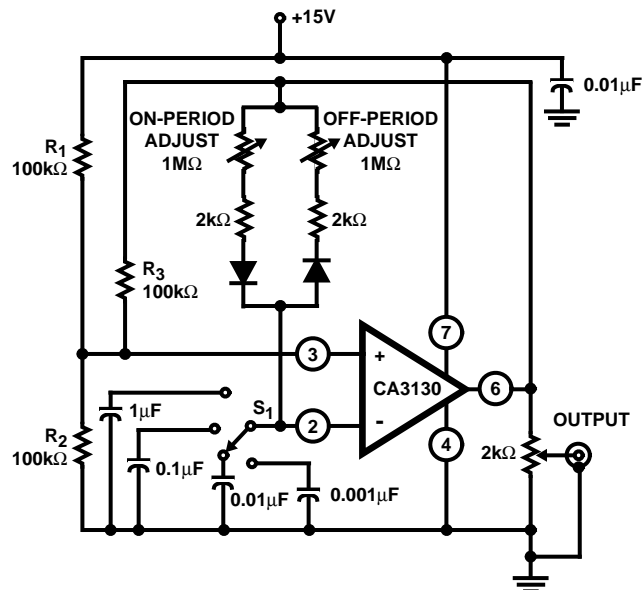 +15V
0.01μF
ON-PERIOD
ADJUST
1MΩ
OFF-PERIOD
ADJUST
1MΩ
R1
100kΩ
2kΩ
2kΩ
R3
100kΩ
7
3
+
CA3130
6
OUTPUT
S1
2
-
4
2kΩ
1μF
R2
100kΩ
0.1μF
0.01μF
0.001μF